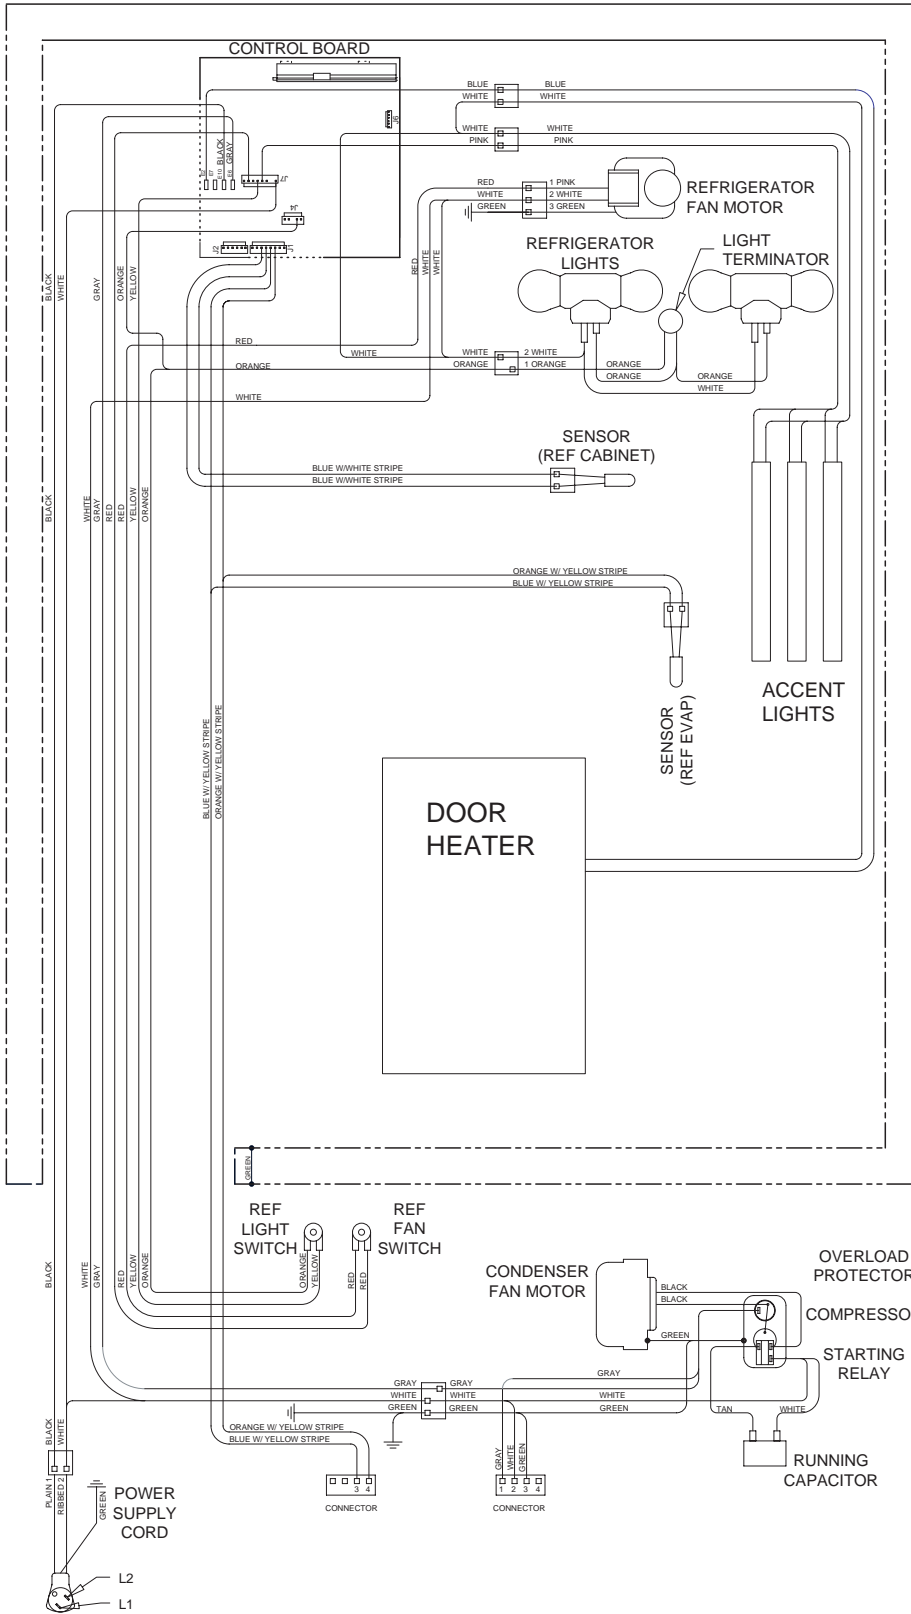 CONTROL BOARD
BLUE
BLUE
WHITE
WHITE
J6
WHITE
WHITE
PINK
PINK
BLACK
GRAY
E7
E10
E6
J7
RED
1 PINK
WHITE
2 WHITE
GREEN
3 GREEN
REFRIGERATOR
FAN MOTOR
J4
J2
J1
REFRIGERATOR
LIGHTS
LIGHT
TERMINATOR
BLACK
WHITE
GRAY
ORANGE
YELLOW
RED
WHITE
WHITE
RED
WHITE
WHITE
2 WHITE
ORANGE
ORANGE
1 ORANGE
ORANGE
ORANGE
ORANGE
ORANGE
WHITE
WHITE
SENSOR
(REF CABINET)
BLUE W/WHITE STRIPE
BLUE W/WHITE STRIPE
BLACK
WHITE
GRAY
RED
RED
YELLOW
ORANGE
ORANGE W/ YELLOW STRIPE
BLUE W/ YELLOW STRIPE
SENSOR
(REF EVAP)
ACCENT
LIGHTS
BLUE W/ YELLOW STRIPE
ORANGE W/ YELLOW STRIPE
DOOR
HEATER
GREEN
REF
LIGHT
SWITCH
REF
FAN
SWITCH
BLACK
WHITE
GRAY
RED
YELLOW
ORANGE
ORANGE
YELLOW
RED
RED
CONDENSER
FAN MOTOR
BLACK
BLACK
GREEN
OVERLOAD
PROTECTOR
COMPRESSO
STARTING
RELAY
GRAY
GRAY
GRAY
WHITE
WHITE
WHITE
GREEN
GREEN
GREEN
TAN
WHITE
ORANGE W/ YELLOW STRIPE
BLUE W/ YELLOW STRIPE
BLACK
WHITE
GRAY
WHITE
GREEN
3 4
CONNECTOR
1 2 3 4
CONNECTOR
RUNNING
CAPACITOR
PLAIN 1
RIBBED 2
GREEN
POWER
SUPPLY
CORD
L2
L1